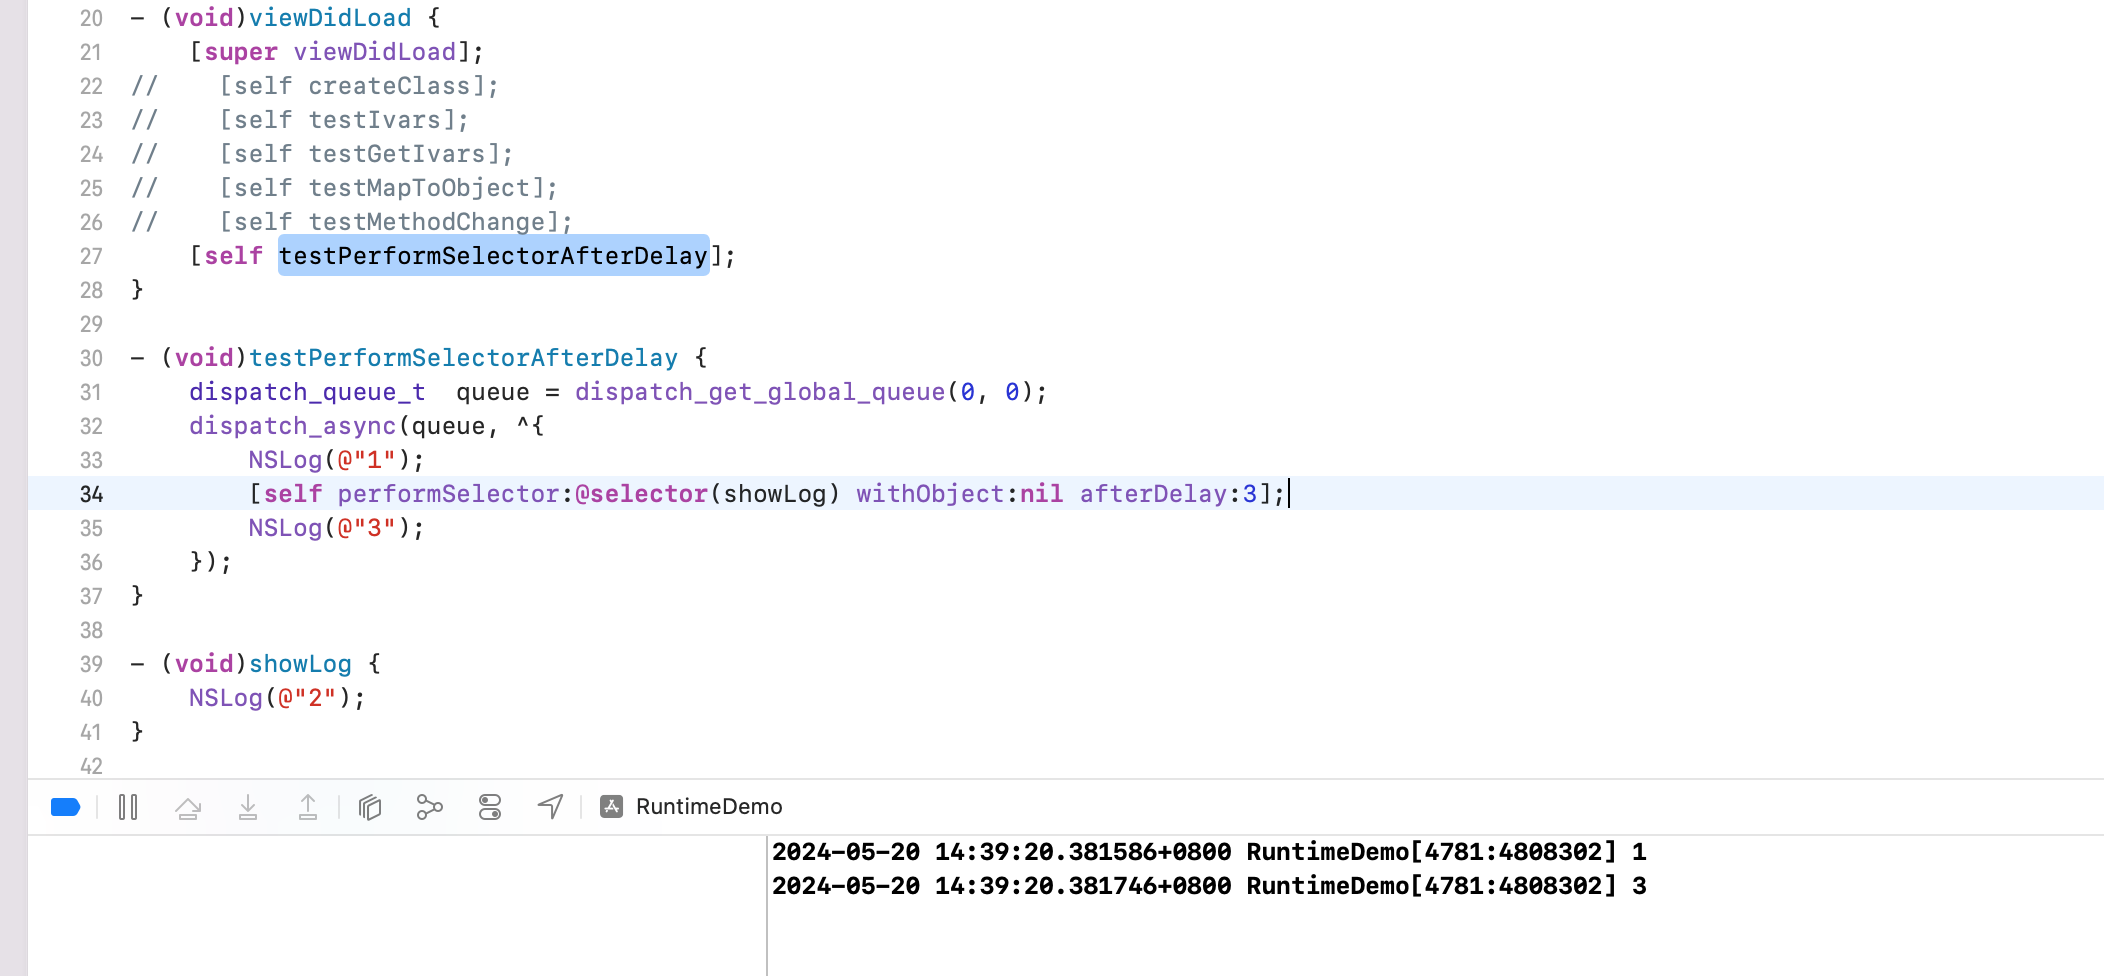 20 - (void)viewDidLoad {
21     [super viewDidLoad];
22 //    [self createClass];
23 //    [self testIvars];
24 //    [self testGetIvars];
25 //    [self testMapToObject];
26 //    [self testMethodChange];
27     [self testPerformSelectorAfterDelay];
28 }
29
30 - (void)testPerformSelectorAfterDelay {
31     dispatch_queue_t  queue = dispatch_get_global_queue(0, 0);
32     dispatch_async(queue, ^{
33         NSLog(@"1");
34         [self performSelector:@selector(showLog) withObject:nil afterDelay:3];
35         NSLog(@"3");
36     });
37 }
38
39 - (void)showLog {
40     NSLog(@"2");
41 }
42
RuntimeDemo
2024-05-20 14:39:20.381586+0800 RuntimeDemo[4781:4808302] 1
2024-05-20 14:39:20.381746+0800 RuntimeDemo[4781:4808302] 3